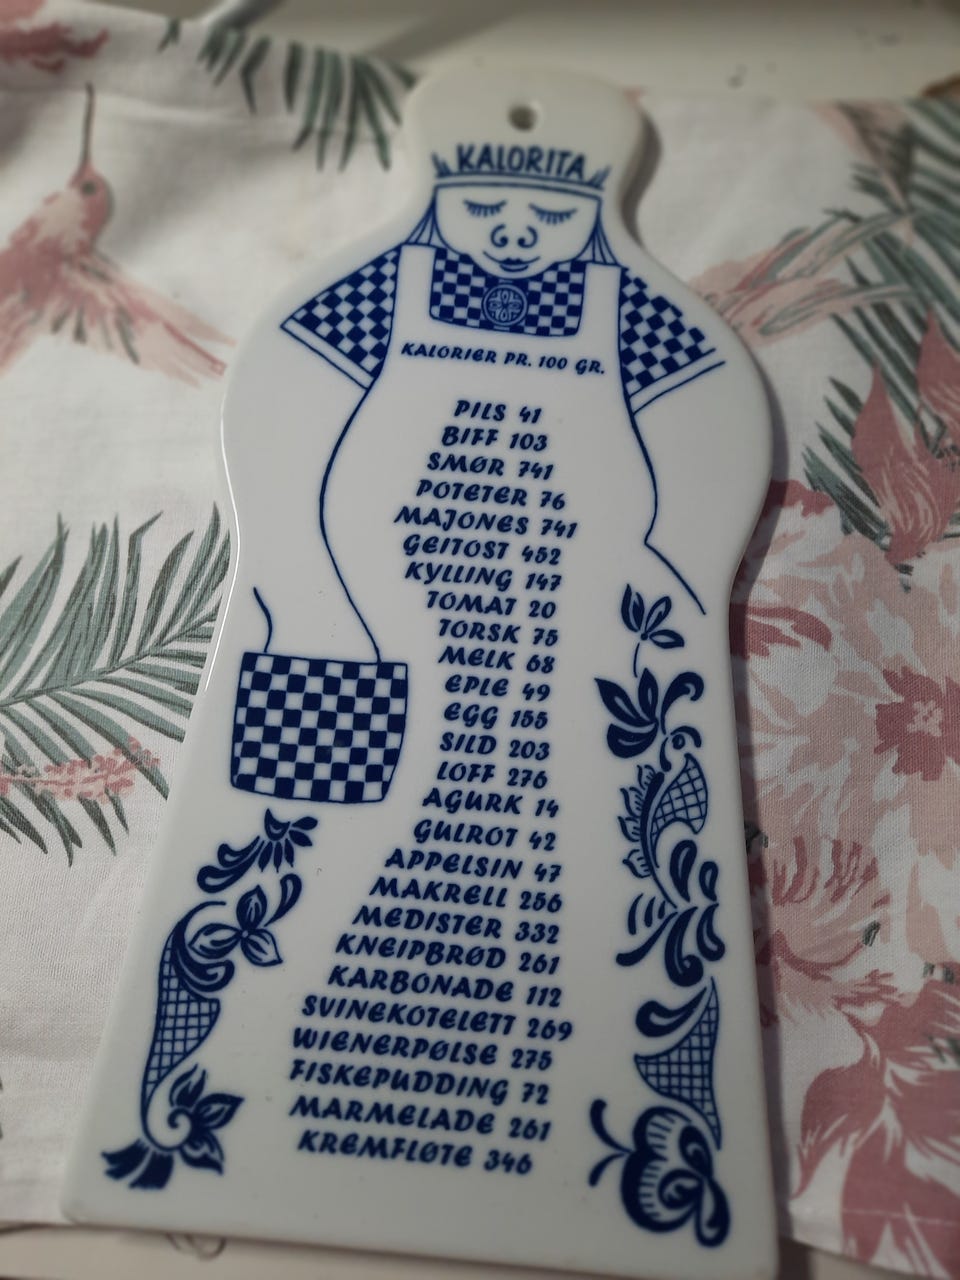 KALORITA
KALORIER PR. 100 GR.
PILS 41
BIFF 103
SMØR 741
POTETER 76
MAJONES 741
GEITOST 452
KYLLING 147
TOMAT 20
TORSK 75
MELK 68
EPLE 49
EGG 155
SILD 203
LOFF 276
AGURK 14
GULROT 42
APPELSIN 47
MAKRELL 256
MEDISTER 332
KNEIPBRØD 261
KARBONADE 112
SVINEKOTELETT 269
WIENERPØLSE 275
FISKEPUDDING 72
MARMELADE 261
KREMFLØTE 346